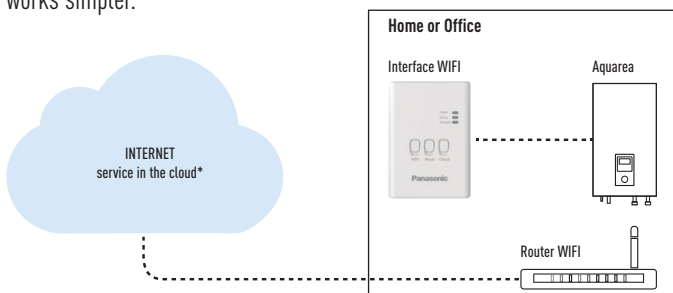 works simpler.
Home or Office
Interface WIFI
Aquarea
INTERNET
service in the cloud*
Panasonic
Router WIFI